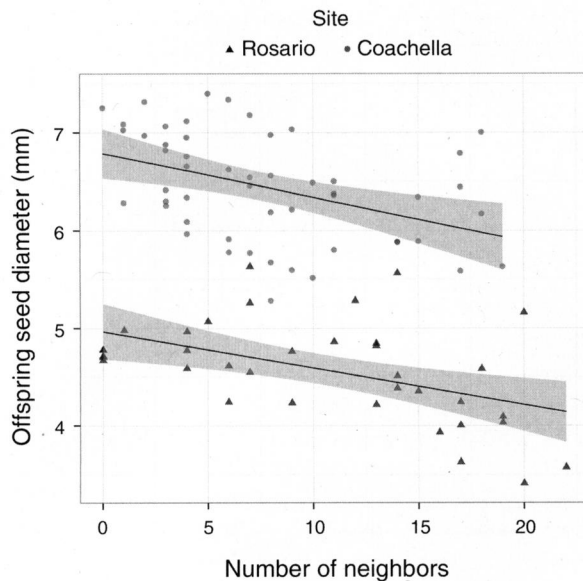 Site
▲ Rosario ● Coachella
7
6
5
4
Offspring seed diameter (mm)
0 5 10 15 20
Number of neighbors